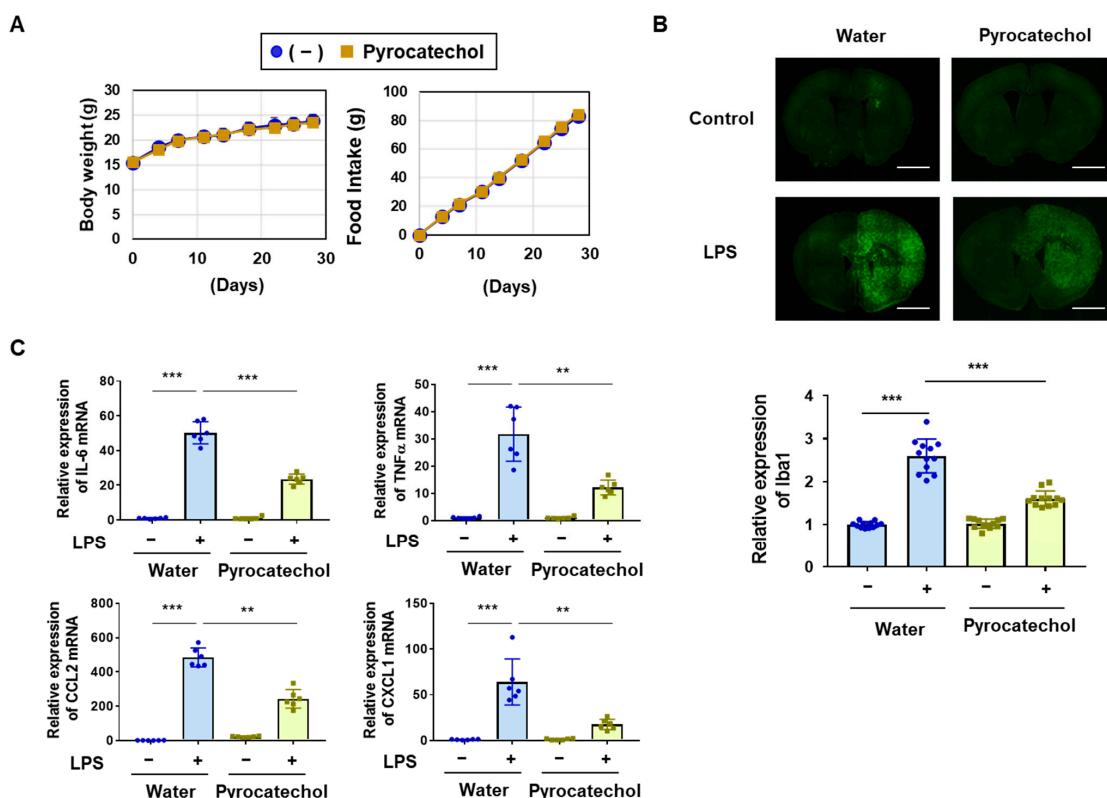 A
(−) Pyrocatechol
Body weight (g)
30
25
20
15
10
5
0
0 10 20 30
(Days)
Food Intake (g)
100
80
60
40
20
0
0 10 20 30
(Days)
B
Water Pyrocatechol
Control
LPS
Relative expression
of Iba1
4
3
2
1
0
*** ***
− + − +
Water Pyrocatechol
C
Relative expression
of IL-6 mRNA
80
60
40
20
0
*** ***
LPS − + − +
Water Pyrocatechol
Relative expression
of TNFα mRNA
50
40
30
20
10
0
*** **
LPS − + − +
Water Pyrocatechol
Relative expression
of CCL2 mRNA
800
600
400
200
0
*** **
LPS − + − +
Water Pyrocatechol
Relative expression
of CXCL1 mRNA
150
100
50
0
*** **
LPS − + − +
Water Pyrocatechol